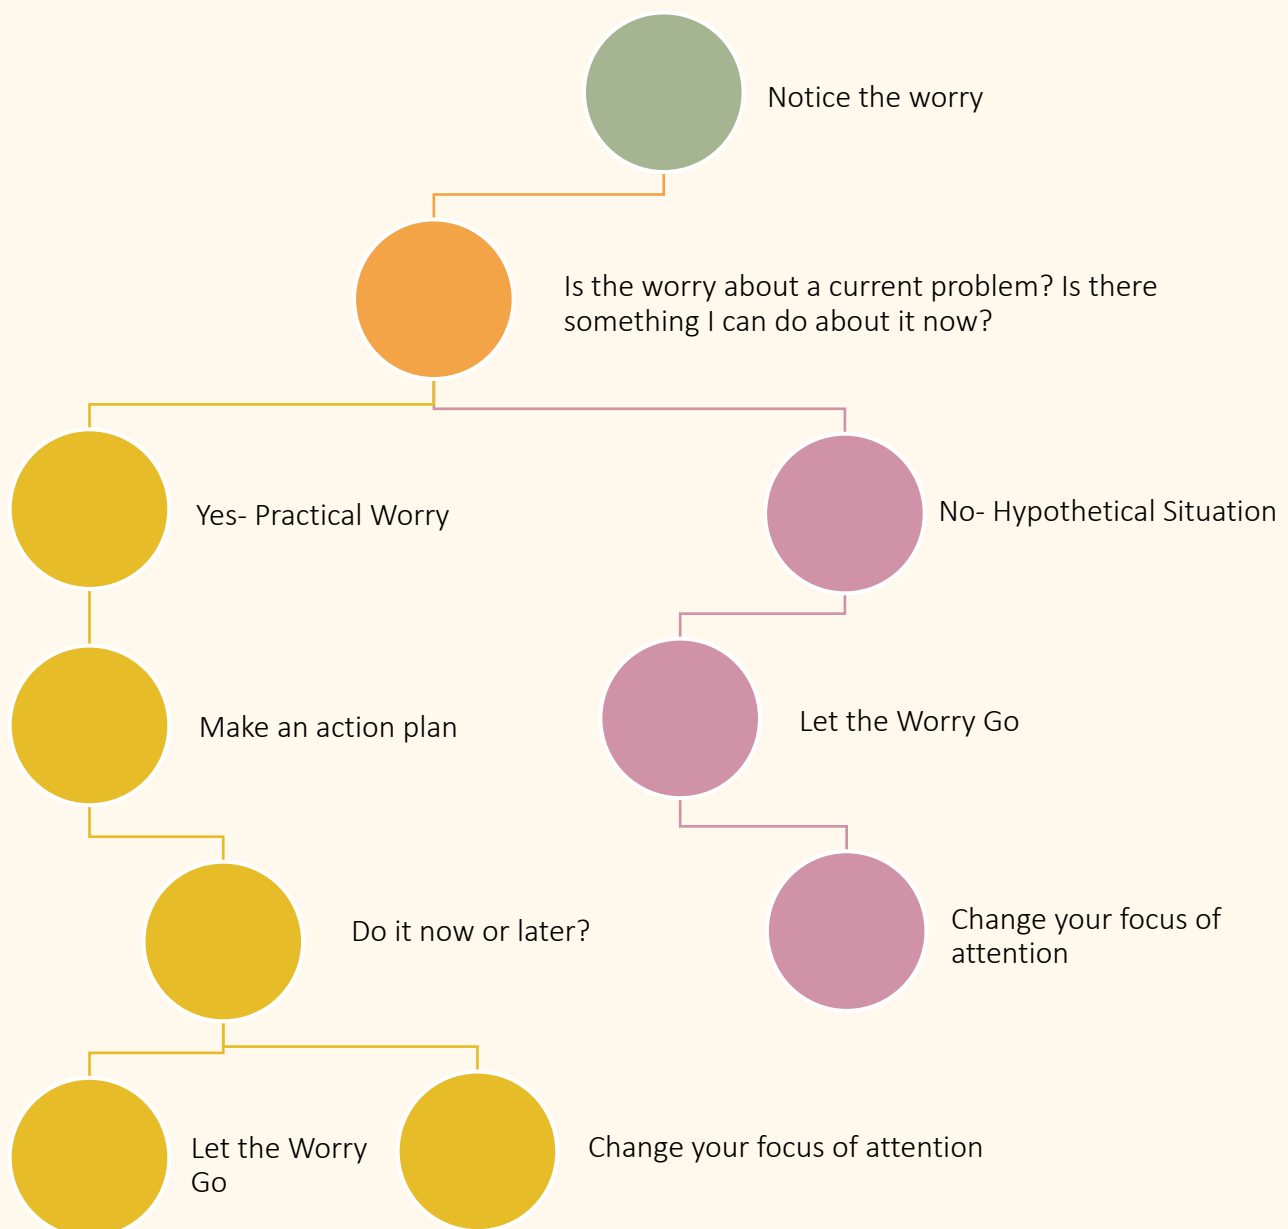 Notice the worry
Is the worry about a current problem? Is there
something I can do about it now?
Yes- Practical Worry
No- Hypothetical Situation
Make an action plan
Let the Worry Go
Do it now or later?
Change your focus of
attention
Let the Worry
Go
Change your focus of attention